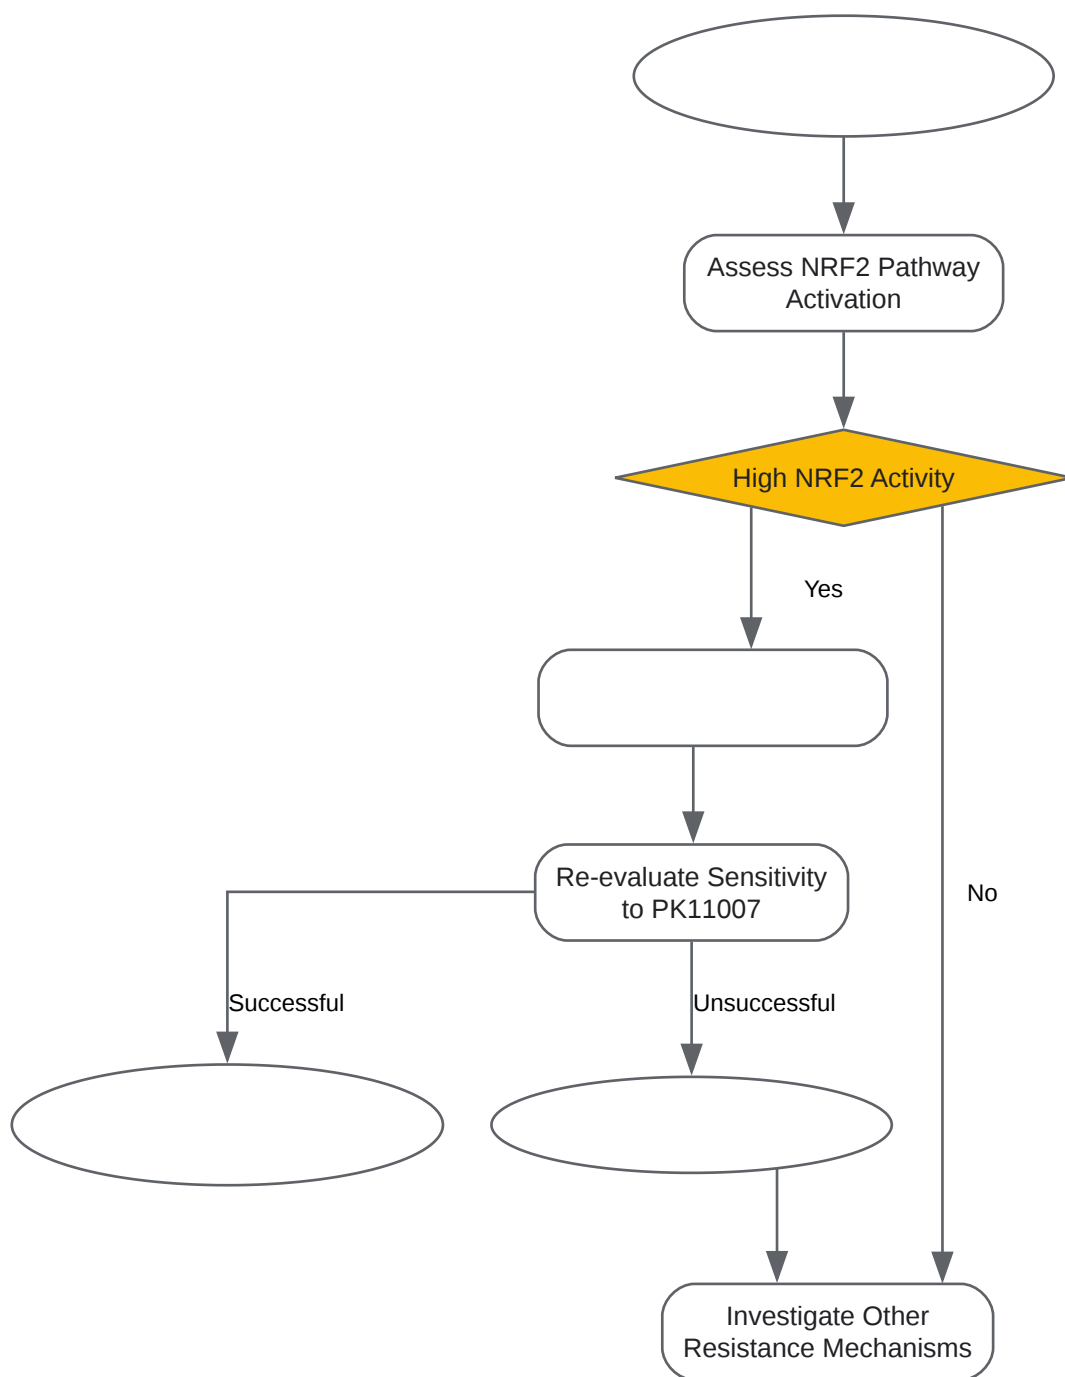 Assess NRF2 Pathway
Activation
High NRF2 Activity
Yes
Re-evaluate Sensitivity
to PK11007
No
Successful
Unsuccessful
Investigate Other
Resistance Mechanisms